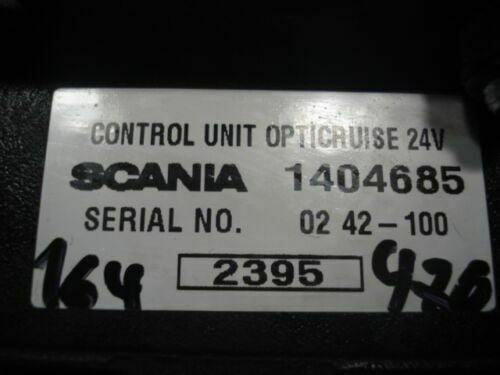 CONTROL UNIT OPTICRUISE 24V
SCANIA 1404685
SERIAL NO. 02 42-100
164 2395 426